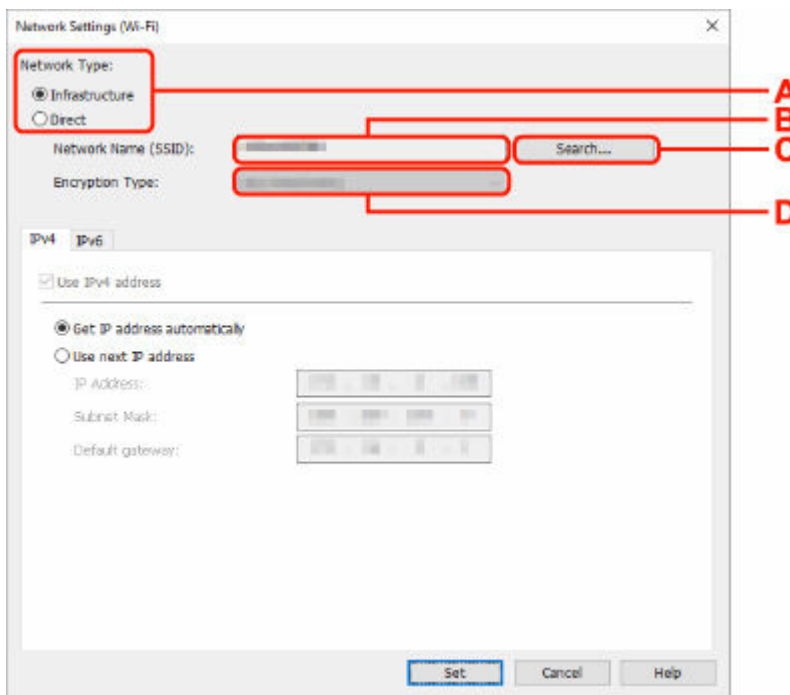 Network Settings (Wi-Fi)
Network Type:
A
Infrastructure
Direct
B
Network Name (SSID):
Search...
C
Encryption Type:
D
IPv4 IPv6
Use IPv4 address
Get IP address automatically
Use next IP address
IP Address:
Subnet Mask:
Default gateway:
Set Cancel Help